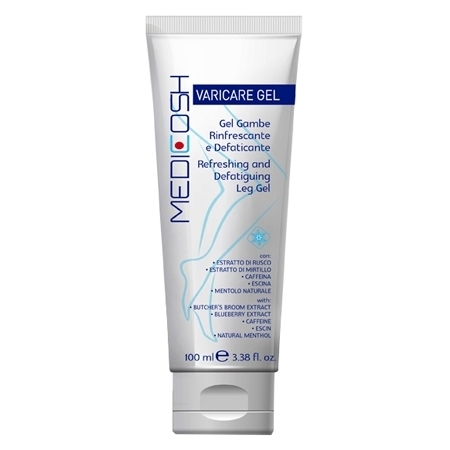 MEDICOSH
VARICARE GEL
Gel Gambe
Rinfrescante
e Defaticante
Refreshing and
Defatiguing
Leg Gel
con:
• ESTRATTO DI RUSCO
• ESTRATTO DI MIRTILLO
• CAFFEINA
• ESCINA
• MENTOLO NATURALE
with:
• BUTCHER'S BROOM EXTRACT
• BLUEBERRY EXTRACT
• CAFFEINE
• ESCIN
• NATURAL MENTHOL
100 ml ℮ 3.38 fl. oz.